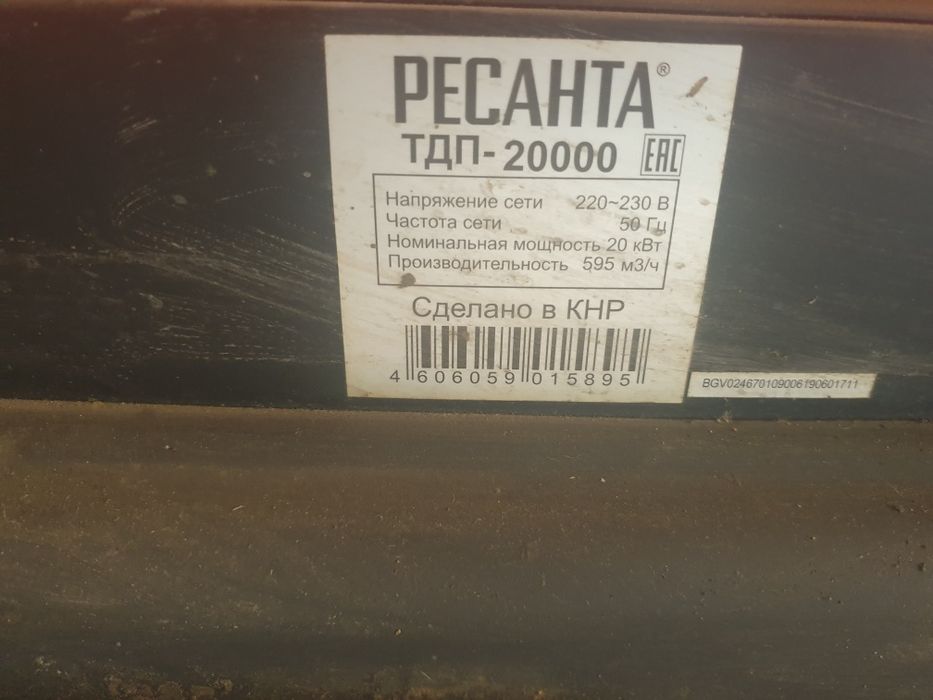 РЕСАНТА®
ТДП-20000 EAC
Напряжение сети 220~230 В
Частота сети 50 Гц
Номинальная мощность 20 кВт
Производительность 595 м3/ч
Сделано в КНР
4 606059 015895
BGV024670109006190601711